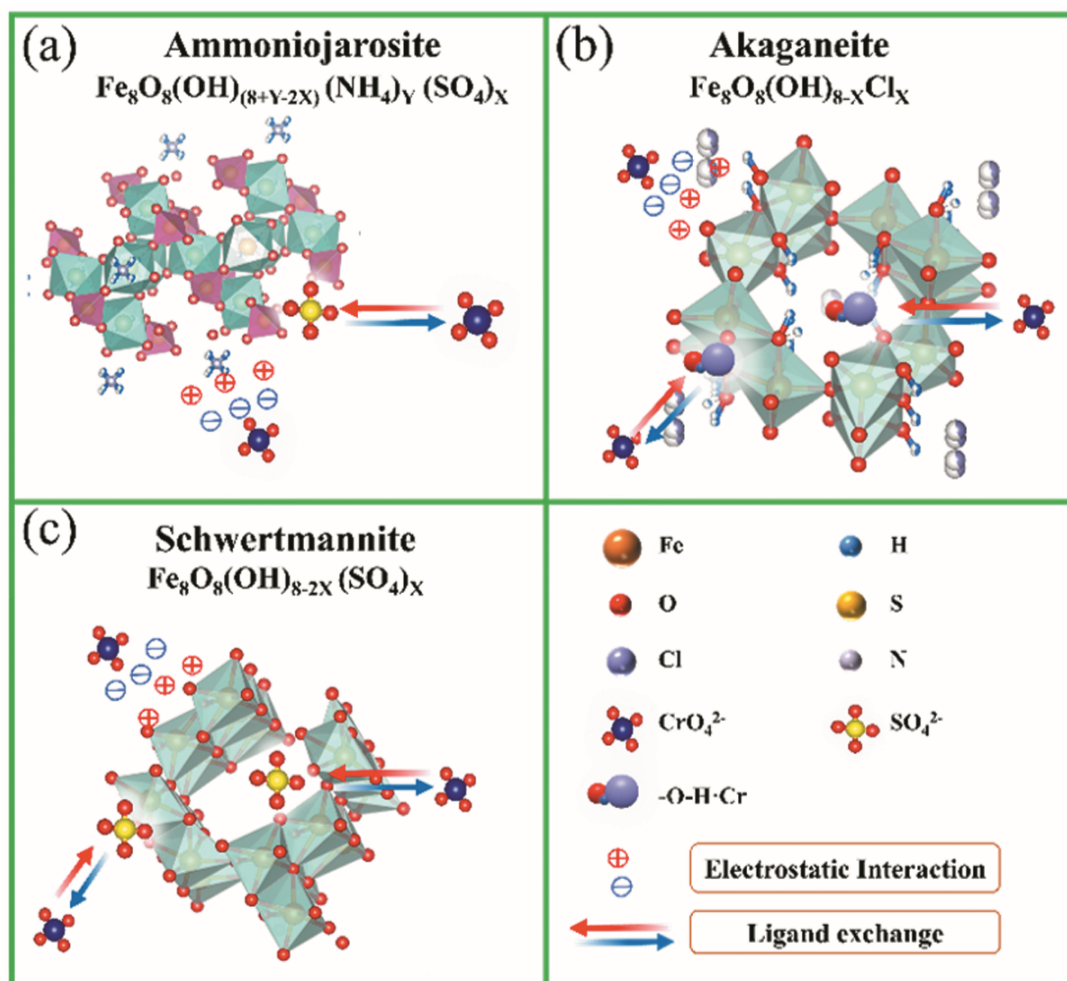 (a)
Ammoniojarosite
Fe₈O₈(OH)₍₈₊Y₋₂X₎(NH₄)Y(SO₄)X
(b)
Akaganeite
Fe₈O₈(OH)₈₋XClX
(c)
Schwertmannite
Fe₈O₈(OH)₈₋₂X(SO₄)X
Fe
H
O
S
Cl
N
CrO₄²⁻
SO₄²⁻
-O-H·Cr
Electrostatic Interaction
Ligand exchange